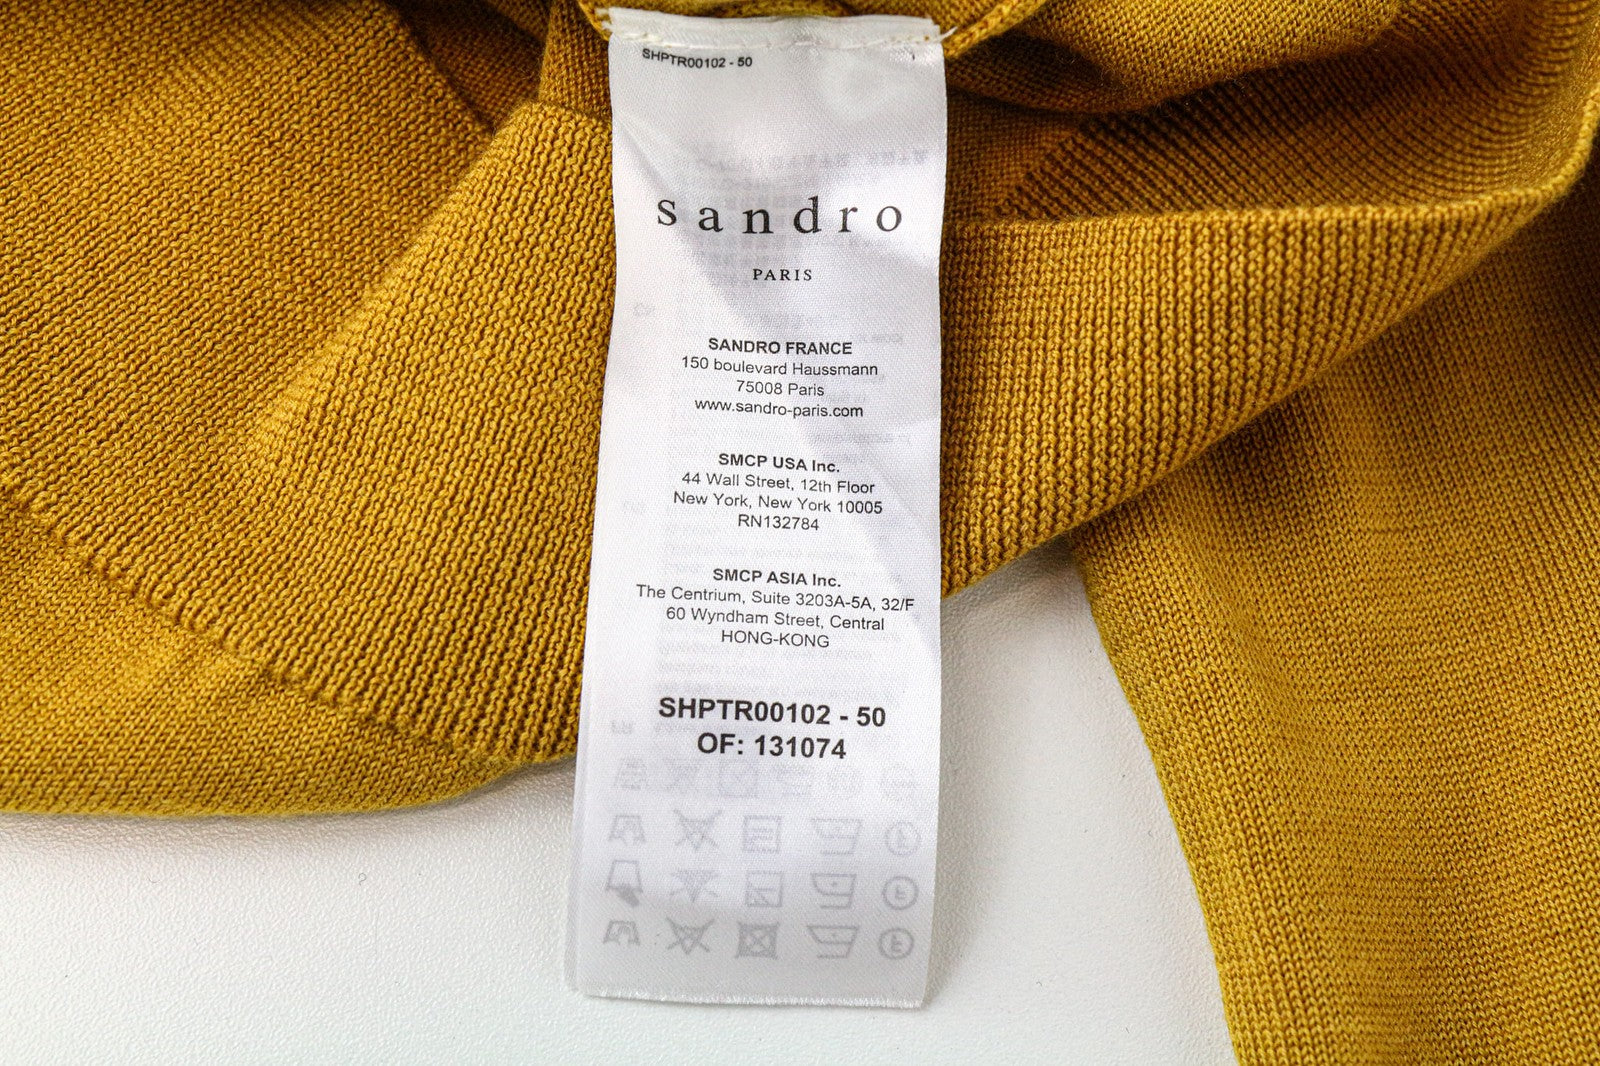 SHPTR00102 - 50
sandro
PARIS
SANDRO FRANCE
150 boulevard Haussmann
75008 Paris
www.sandro-paris.com
SMCP USA Inc.
44 Wall Street, 12th Floor
New York, New York 10005
RN132784
SMCP ASIA Inc.
The Centrium, Suite 3203A-5A, 32/F
60 Wyndham Street, Central
HONG-KONG
SHPTR00102 - 50
OF: 131074